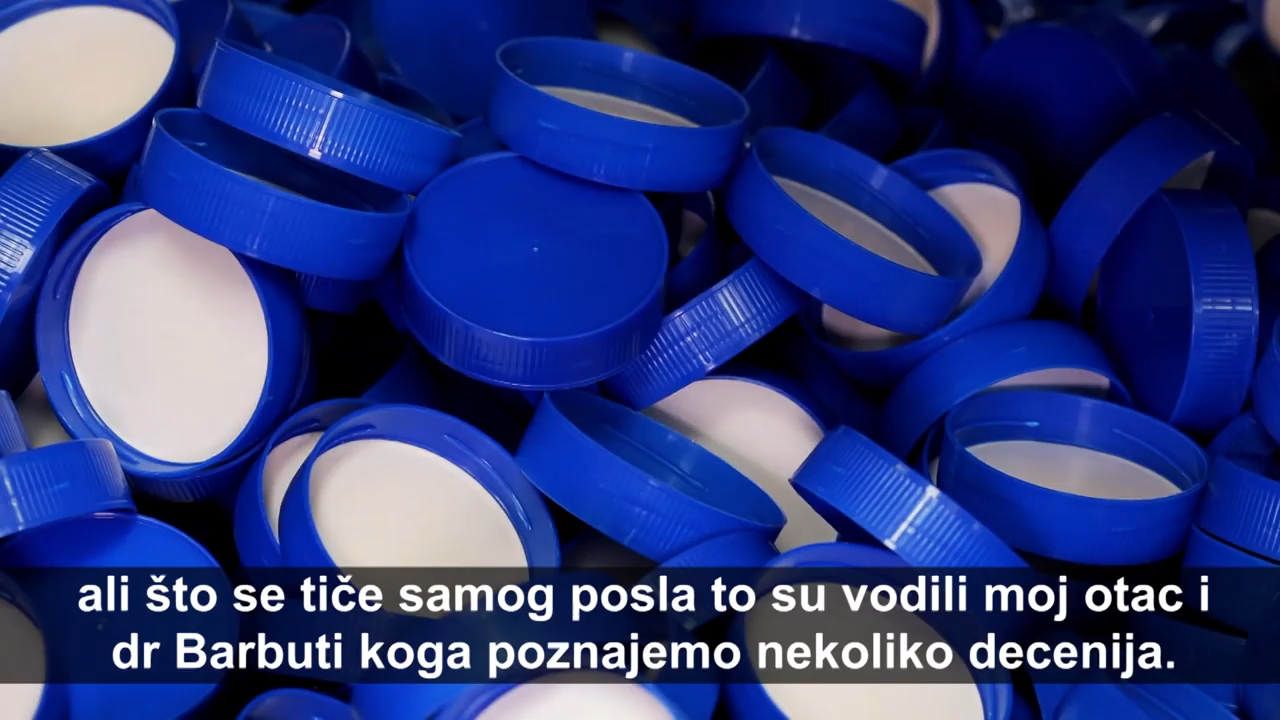 ali što se tiče samog posla to su vodili moj otac i
dr Barbuti koga poznajemo nekoliko decenija.